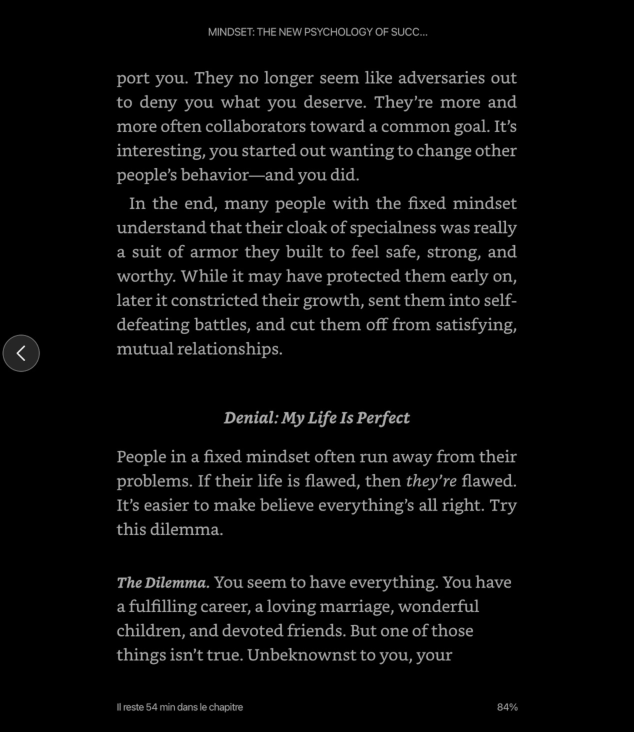 MINDSET: THE NEW PSYCHOLOGY OF SUCC...
port you. They no longer seem like adversaries out
to deny you what you deserve. They’re more and
more often collaborators toward a common goal. It’s
interesting, you started out wanting to change other
people’s behavior—and you did.
In the end, many people with the fixed mindset
understand that their cloak of specialness was really
a suit of armor they built to feel safe, strong, and
worthy. While it may have protected them early on,
later it constricted their growth, sent them into self-
defeating battles, and cut them off from satisfying,
mutual relationships.
Denial: My Life Is Perfect
People in a fixed mindset often run away from their
problems. If their life is flawed, then they’re flawed.
It’s easier to make believe everything’s all right. Try
this dilemma.
The Dilemma. You seem to have everything. You have
a fulfilling career, a loving marriage, wonderful
children, and devoted friends. But one of those
things isn’t true. Unbeknownst to you, your
Il reste 54 min dans le chapitre
84%